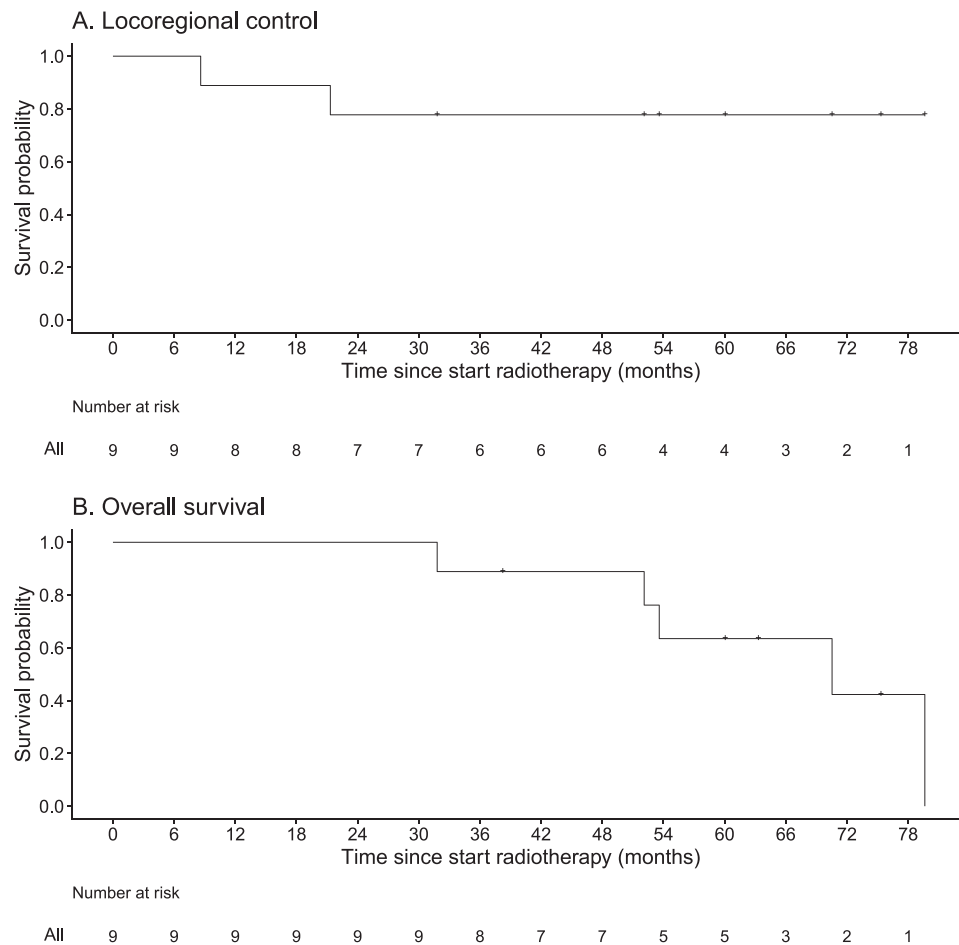 A. Locoregional control
Survival probability
1.0
0.8
0.6
0.4
0.2
0.0
0 6 12 18 24 30 36 42 48 54 60 66 72 78
Time since start radiotherapy (months)
Number at risk
All 9 9 8 8 7 7 6 6 6 4 4 3 2 1
B. Overall survival
Survival probability
1.0
0.8
0.6
0.4
0.2
0.0
0 6 12 18 24 30 36 42 48 54 60 66 72 78
Time since start radiotherapy (months)
Number at risk
All 9 9 9 9 9 9 8 7 7 5 5 3 2 1